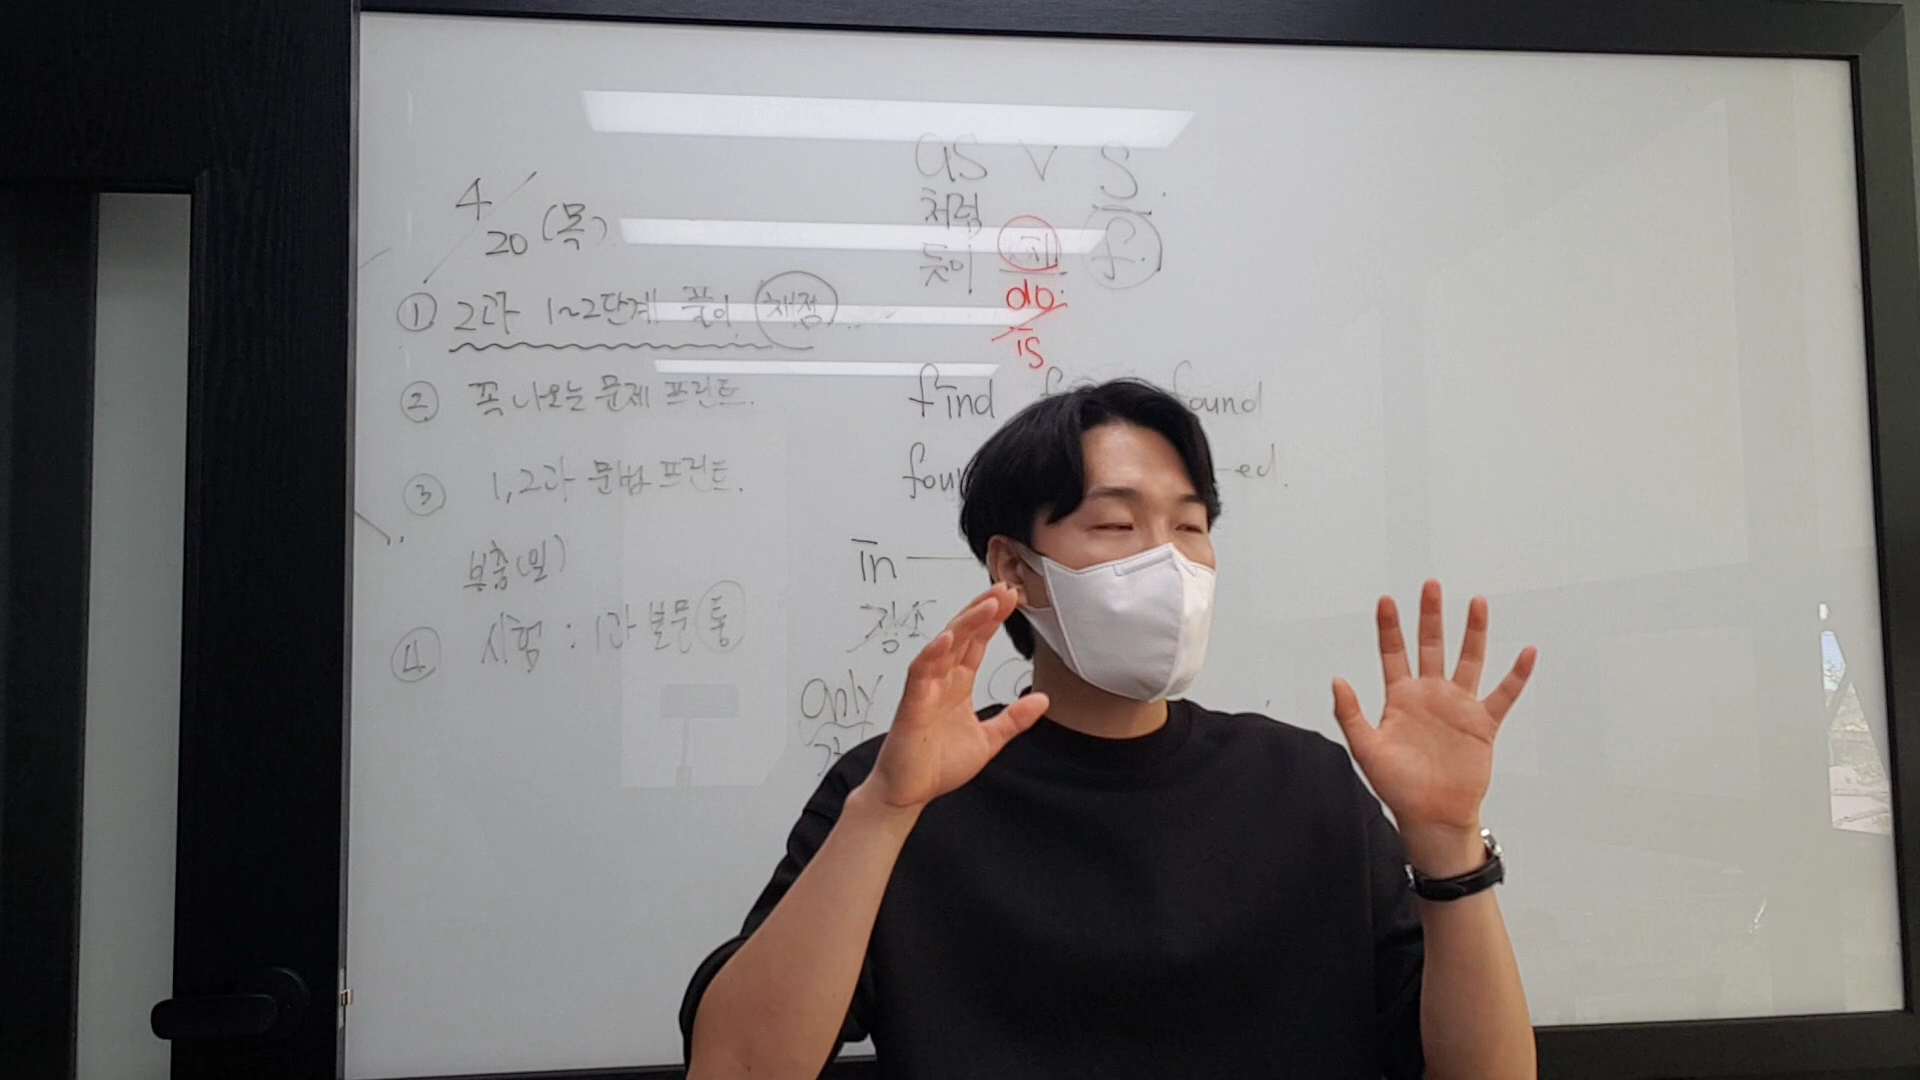 4/20 (목)
① 2과 1~2단계 풀이 채점
② 꼭 나오는 문제 프린트.
③ 1,2과 문법 프린트.
보충(일)
④ 시험 : 1과 본문 통
as V S.
처럼
듯이 f.
do.
is
find found
-ed.
in
장소
only